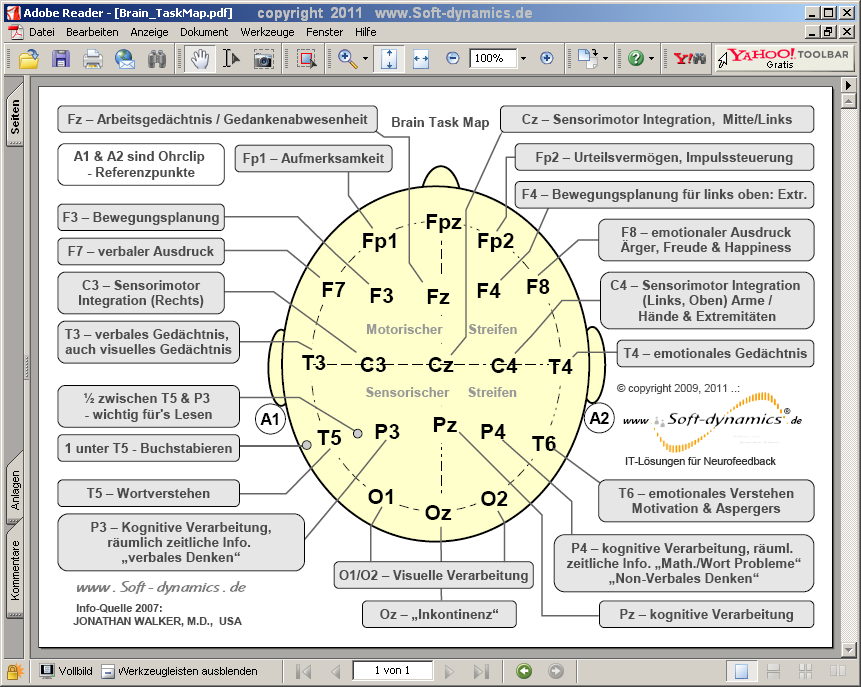 Adobe Reader - [Brain_TaskMap.pdf]
copyright 2011 www.Soft-dynamics.de
Datei Bearbeiten Anzeige Dokument Werkzeuge Fenster Hilfe
100%
Y! YAHOO! TOOLBAR
Gratis
Seiten
Anlagen
Kommentare
Fz – Arbeitsgedächtnis / Gedankenabwesenheit
Brain Task Map
Cz – Sensorimotor Integration, Mitte/Links
A1 & A2 sind Ohrclip
- Referenzpunkte
Fp1 – Aufmerksamkeit
Fp2 – Urteilsvermögen, Impulssteuerung
F4 – Bewegungsplanung für links oben: Extr.
F3 – Bewegungsplanung
F7 – verbaler Ausdruck
F8 – emotionaler Ausdruck
Ärger, Freude & Happiness
C3 – Sensorimotor
Integration (Rechts)
C4 – Sensorimotor Integration
(Links, Oben) Arme /
Hände & Extremitäten
T3 – verbales Gedächtnis,
auch visuelles Gedächtnis
T4 – emotionales Gedächtnis
Fpz
Fp1 Fp2
F7 F3 Fz F4 F8
Motorischer Streifen
T3 C3 Cz C4 T4
Sensorischer Streifen
A1 A2
T5 P3 Pz P4 T6
O1 Oz O2
½ zwischen T5 & P3
- wichtig für's Lesen
1 unter T5 - Buchstabieren
T5 – Wortverstehen
P3 – Kognitive Verarbeitung,
räumlich zeitliche Info.
„verbales Denken“
© copyright 2009, 2011 ..:
www. Soft-dynamics® .de
IT-Lösungen für Neurofeedback
T6 – emotionales Verstehen
Motivation & Aspergers
P4 – kognitive Verarbeitung, räuml.
zeitliche Info. „Math./Wort Probleme“
„Non-Verbales Denken“
O1/O2 – Visuelle Verarbeitung
Oz – „Inkontinenz“
Pz – kognitive Verarbeitung
www . Soft - dynamics . de
Info-Quelle 2007:
JONATHAN WALKER, M.D., USA
Vollbild Werkzeugleisten ausblenden
1 von 1